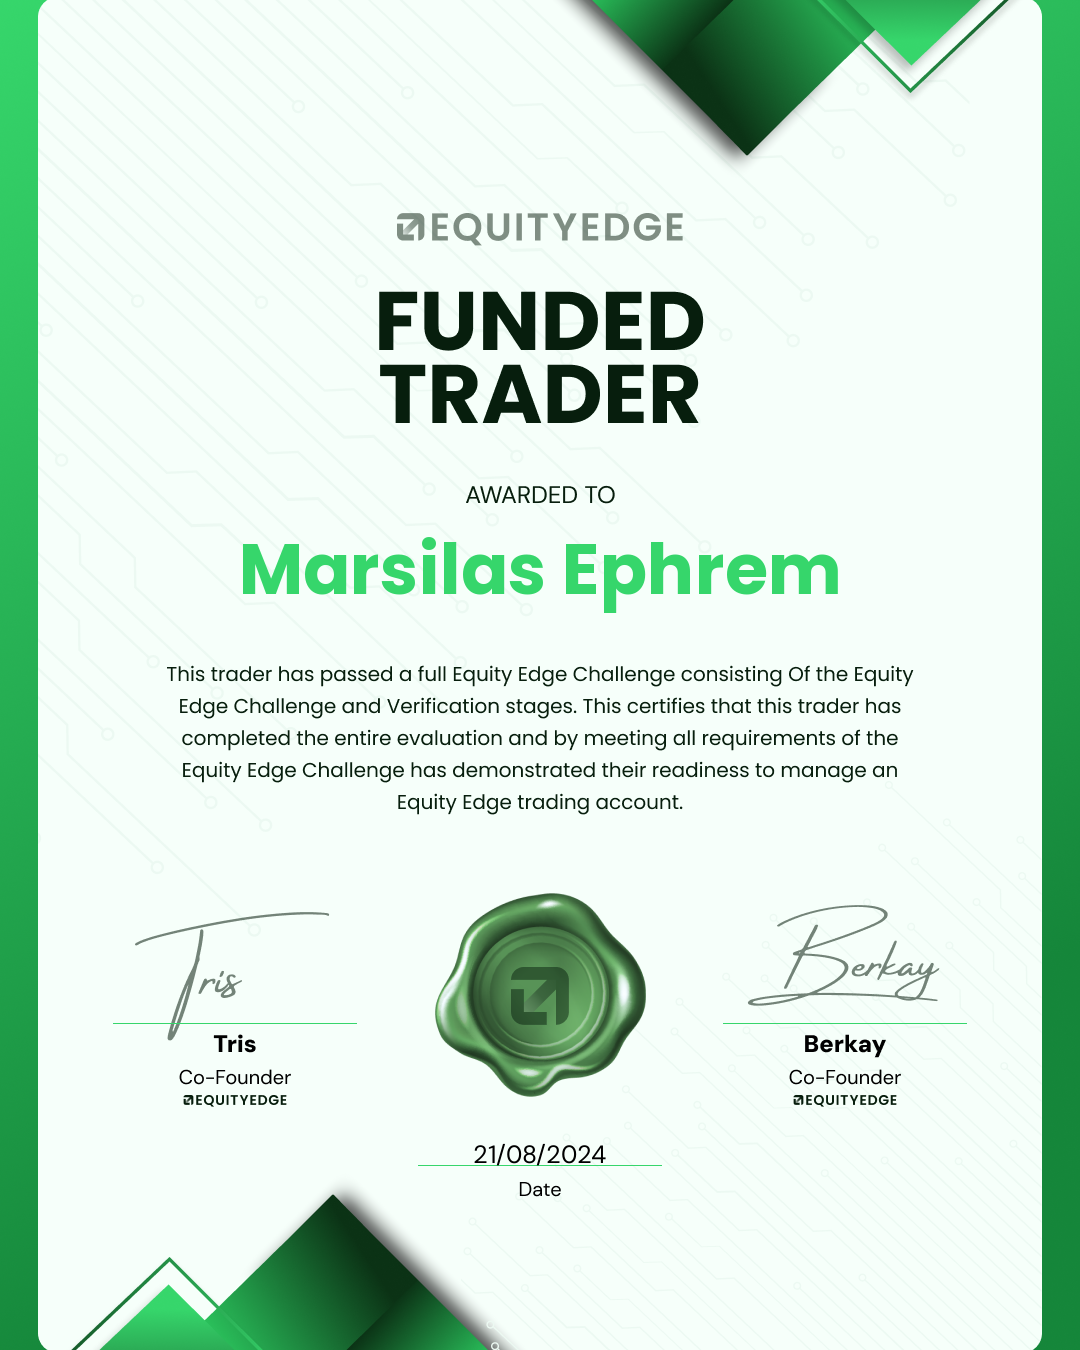 EQUITYEDGE
FUNDED
TRADER
AWARDED TO
Marsilas Ephrem
This trader has passed a full Equity Edge Challenge consisting Of the Equity
Edge Challenge and Verification stages. This certifies that this trader has
completed the entire evaluation and by meeting all requirements of the
Equity Edge Challenge has demonstrated their readiness to manage an
Equity Edge trading account.
Tris
Tris
Co-Founder
EQUITYEDGE
Berkay
Berkay
Co-Founder
EQUITYEDGE
21/08/2024
Date